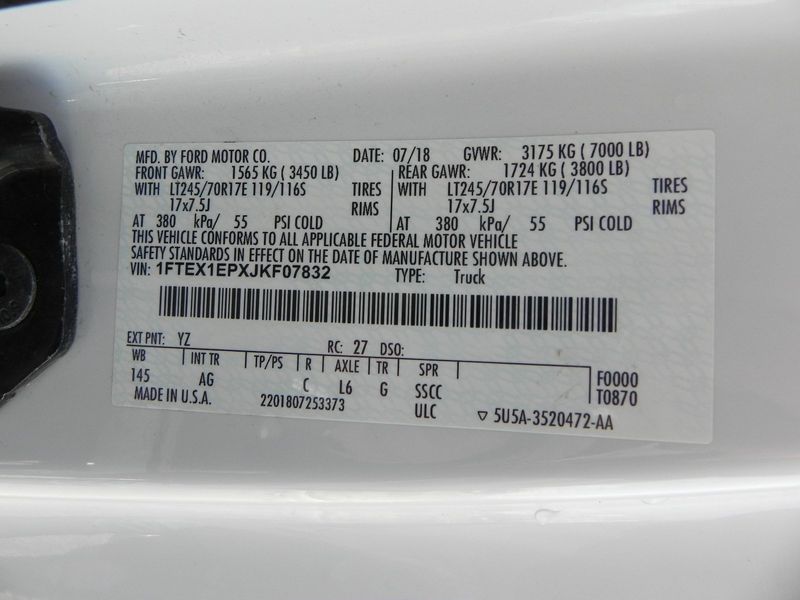 MFD. BY FORD MOTOR CO. DATE: 07/18 GVWR: 3175 KG ( 7000 LB)
FRONT GAWR: 1565 KG ( 3450 LB) REAR GAWR: 1724 KG ( 3800 LB)
WITH LT245/70R17E 119/116S TIRES WITH LT245/70R17E 119/116S TIRES
17x7.5J RIMS 17x7.5J RIMS
AT 380 kPa/ 55 PSI COLD AT 380 kPa/ 55 PSI COLD
THIS VEHICLE CONFORMS TO ALL APPLICABLE FEDERAL MOTOR VEHICLE
SAFETY STANDARDS IN EFFECT ON THE DATE OF MANUFACTURE SHOWN ABOVE.
VIN: 1FTEX1EPXJKF07832 TYPE: Truck
EXT PNT: YZ RC: 27 DSO:
WB INT TR TP/PS R AXLE TR SPR
145 AG C L6 G SSCC F0000
MADE IN U.S.A. 2201807253373 ULC T0870
▽ 5U5A-3520472-AA